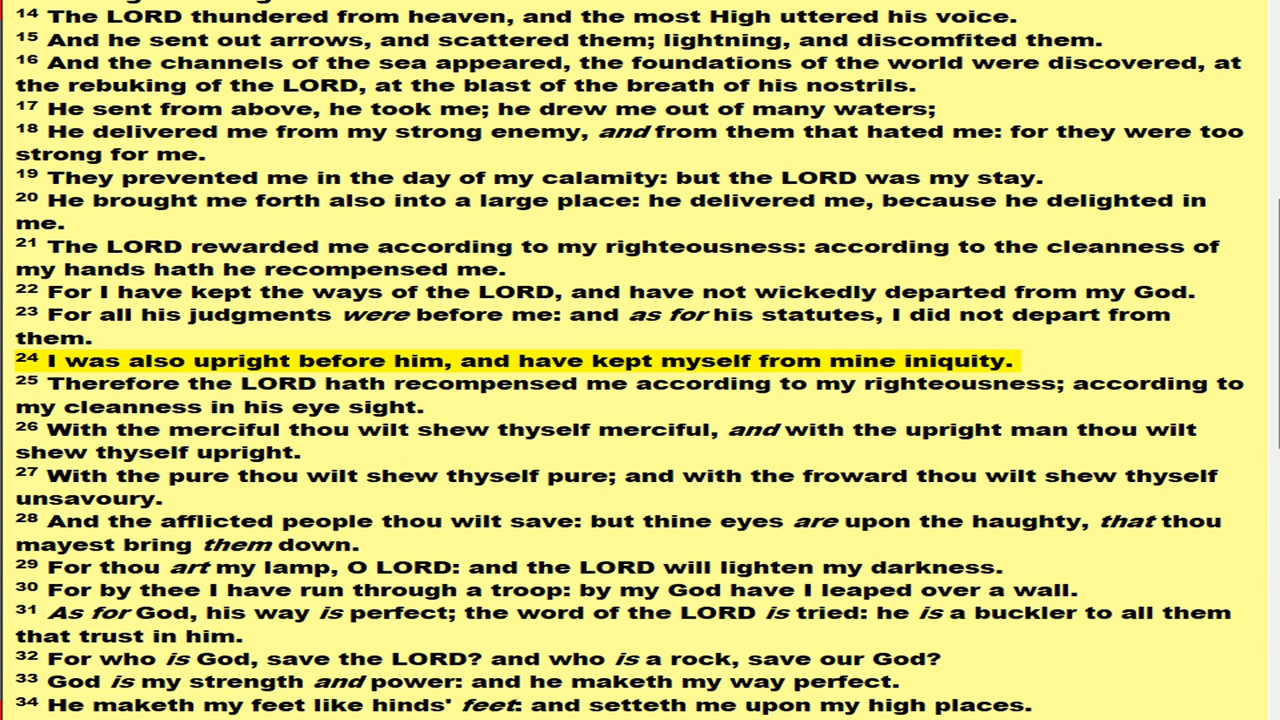 14 The LORD thundered from heaven, and the most High uttered his voice.
15 And he sent out arrows, and scattered them; lightning, and discomfited them.
16 And the channels of the sea appeared, the foundations of the world were discovered, at
the rebuking of the LORD, at the blast of the breath of his nostrils.
17 He sent from above, he took me; he drew me out of many waters;
18 He delivered me from my strong enemy, and from them that hated me: for they were too
strong for me.
19 They prevented me in the day of my calamity: but the LORD was my stay.
20 He brought me forth also into a large place: he delivered me, because he delighted in
me.
21 The LORD rewarded me according to my righteousness: according to the cleanness of
my hands hath he recompensed me.
22 For I have kept the ways of the LORD, and have not wickedly departed from my God.
23 For all his judgments were before me: and as for his statutes, I did not depart from
them.
24 I was also upright before him, and have kept myself from mine iniquity.
25 Therefore the LORD hath recompensed me according to my righteousness; according to
my cleanness in his eye sight.
26 With the merciful thou wilt shew thyself merciful, and with the upright man thou wilt
shew thyself upright.
27 With the pure thou wilt shew thyself pure; and with the froward thou wilt shew thyself
unsavoury.
28 And the afflicted people thou wilt save: but thine eyes are upon the haughty, that thou
mayest bring them down.
29 For thou art my lamp, O LORD: and the LORD will lighten my darkness.
30 For by thee I have run through a troop: by my God have I leaped over a wall.
31 As for God, his way is perfect; the word of the LORD is tried: he is a buckler to all them
that trust in him.
32 For who is God, save the LORD? and who is a rock, save our God?
33 God is my strength and power: and he maketh my way perfect.
34 He maketh my feet like hinds' feet: and setteth me upon my high places.